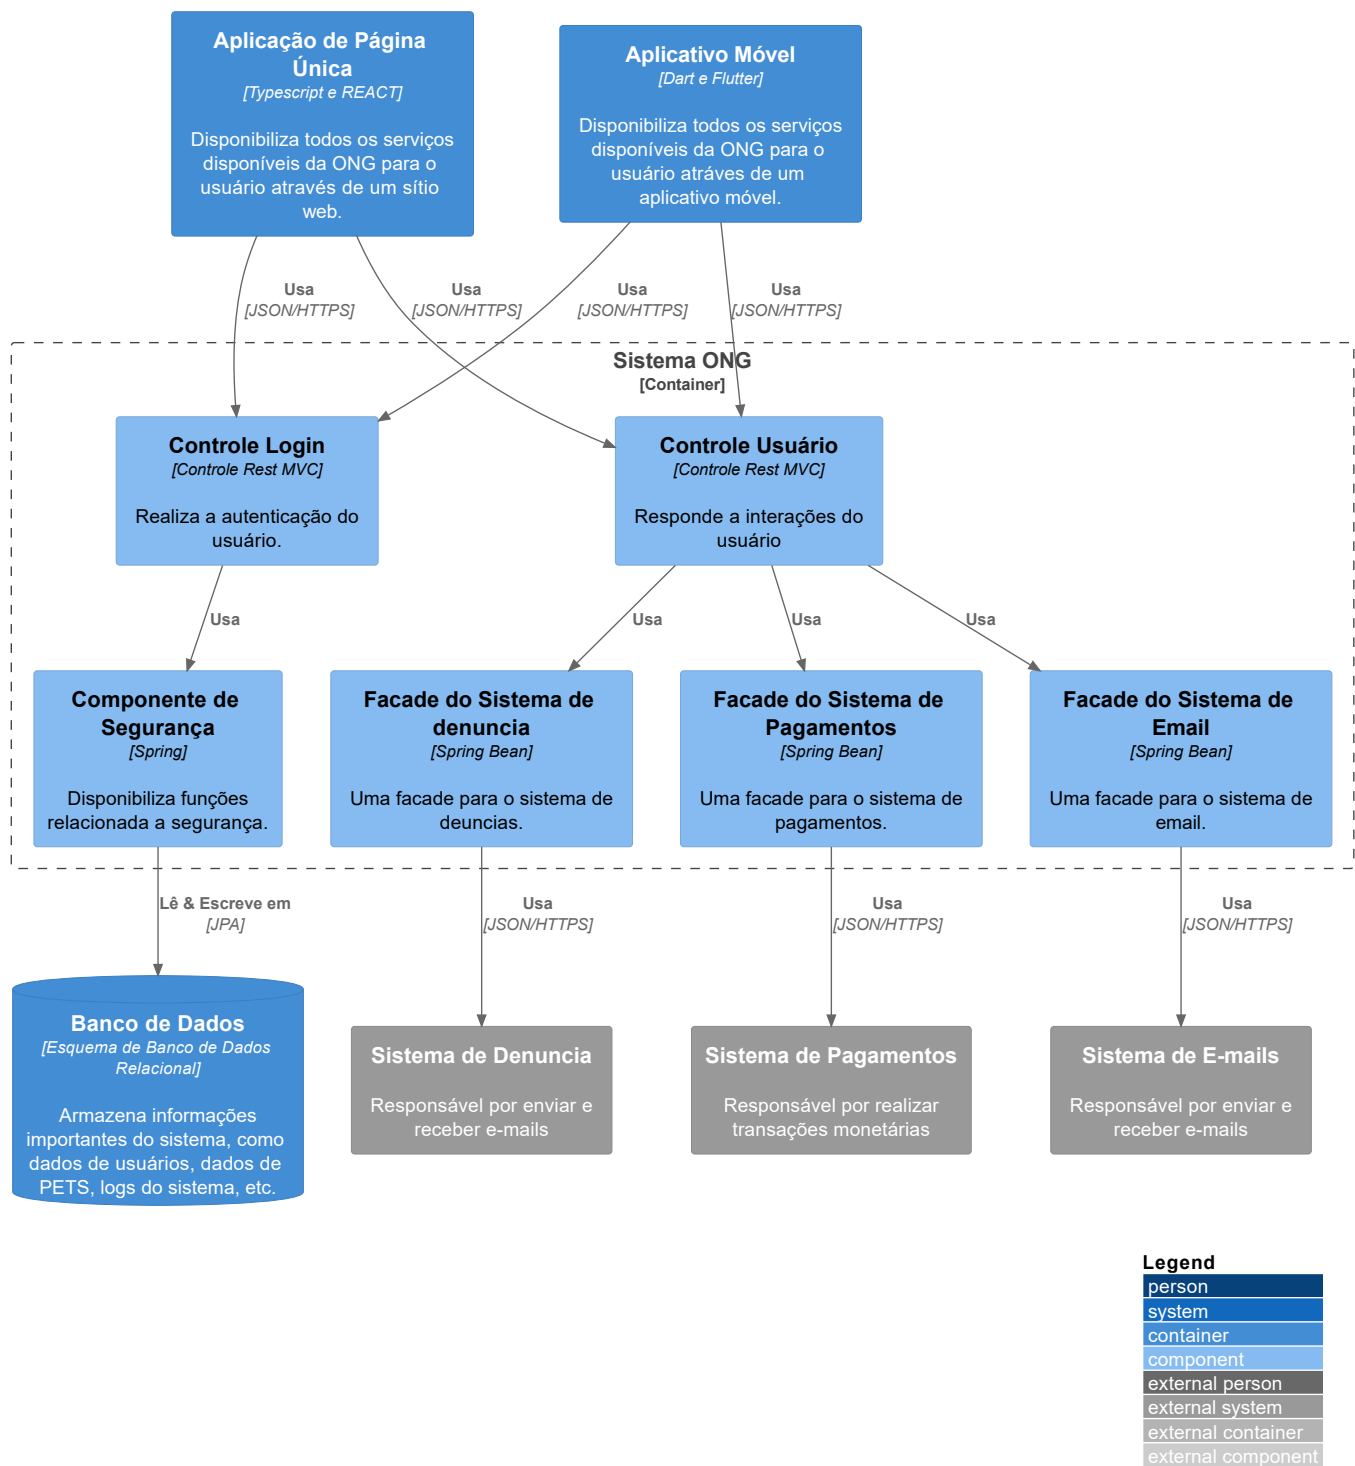 Aplicação de Página
Única
[Typescript e REACT]
Disponibiliza todos os serviços
disponíveis da ONG para o
usuário através de um sítio
web.
Aplicativo Móvel
[Dart e Flutter]
Disponibiliza todos os serviços
disponíveis da ONG para o
usuário atráves de um
aplicativo móvel.
Usa
[JSON/HTTPS]
Usa
[JSON/HTTPS]
Usa
[JSON/HTTPS]
Usa
[JSON/HTTPS]
Sistema ONG
[Container]
Controle Login
[Controle Rest MVC]
Realiza a autenticação do
usuário.
Controle Usuário
[Controle Rest MVC]
Responde a interações do
usuário
Usa
Usa
Usa
Usa
Componente de
Segurança
[Spring]
Disponibiliza funções
relacionada a segurança.
Facade do Sistema de
denuncia
[Spring Bean]
Uma facade para o sistema de
deuncias.
Facade do Sistema de
Pagamentos
[Spring Bean]
Uma facade para o sistema de
pagamentos.
Facade do Sistema de
Email
[Spring Bean]
Uma facade para o sistema de
email.
Lê & Escreve em
[JPA]
Usa
[JSON/HTTPS]
Usa
[JSON/HTTPS]
Usa
[JSON/HTTPS]
Banco de Dados
[Esquema de Banco de Dados
Relacional]
Armazena informações
importantes do sistema, como
dados de usuários, dados de
PETS, logs do sistema, etc.
Sistema de Denuncia
Responsável por enviar e
receber e-mails
Sistema de Pagamentos
Responsável por realizar
transações monetárias
Sistema de E-mails
Responsável por enviar e
receber e-mails
Legend
person
system
container
component
external person
external system
external container
external component